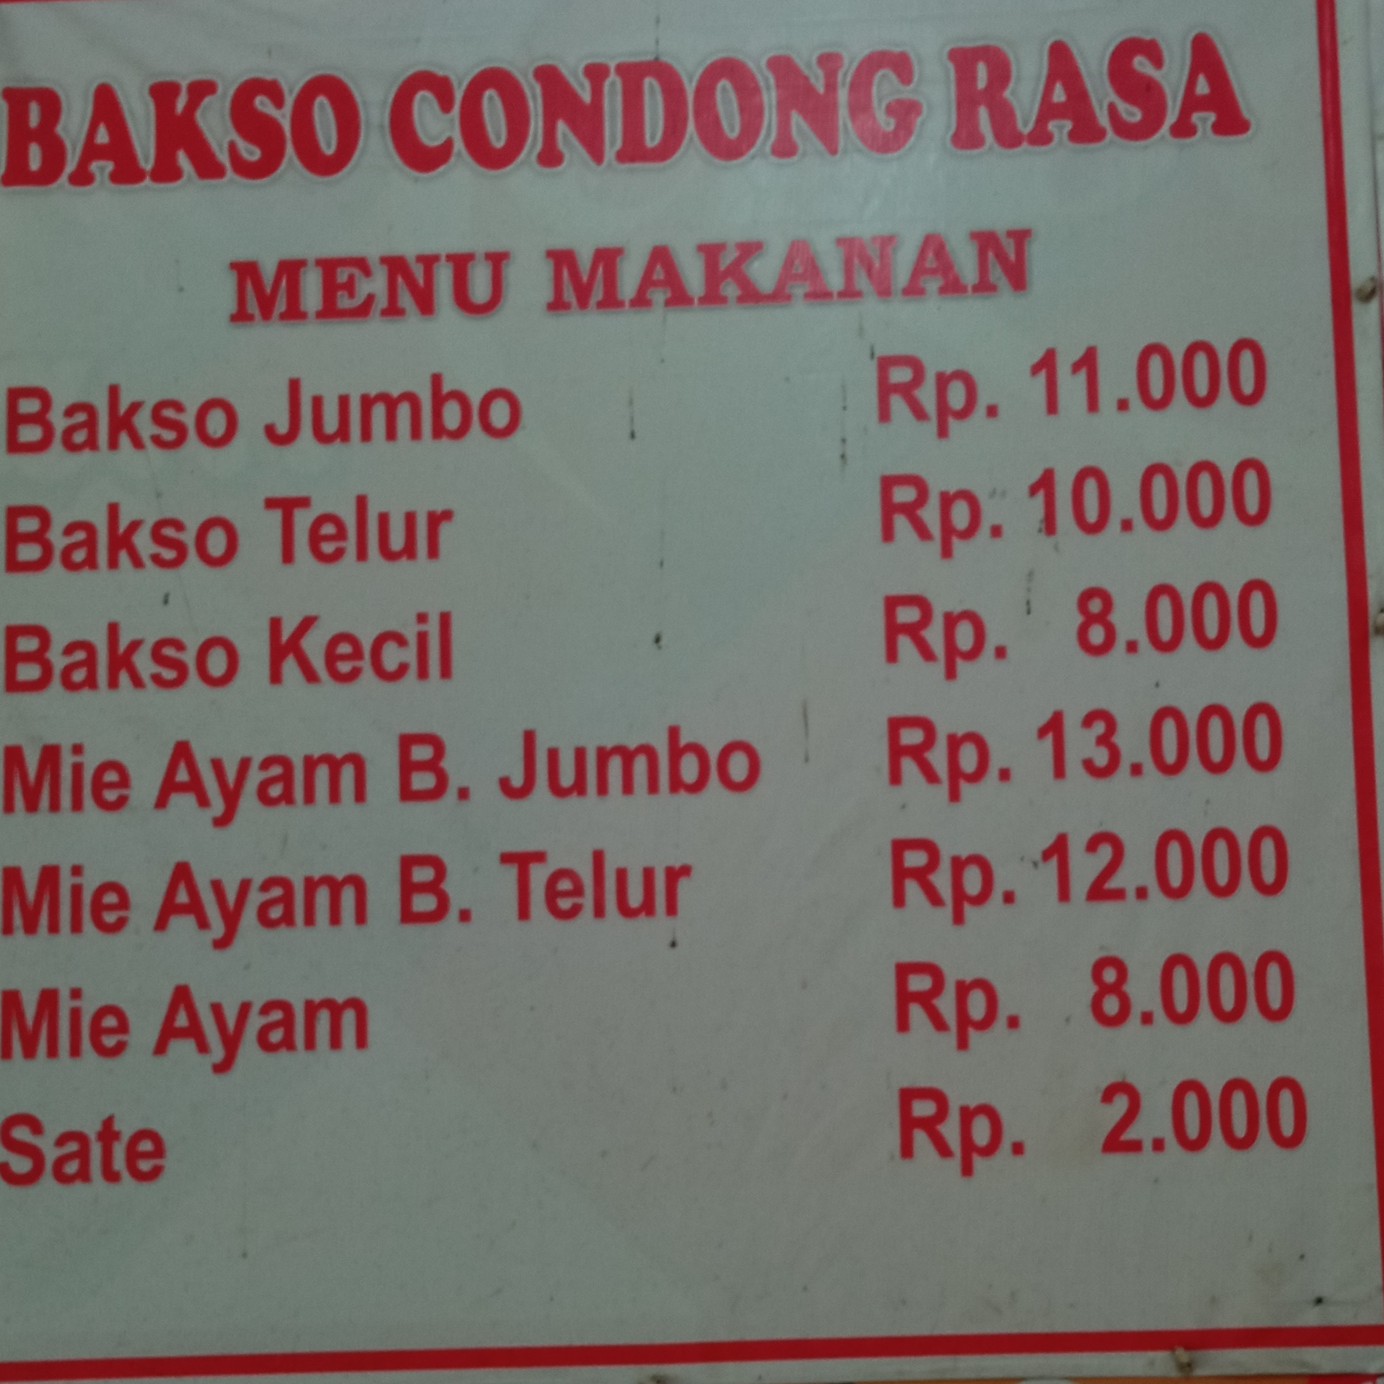 BAKSO CONDONG RASA
MENU MAKANAN
Bakso Jumbo Rp. 11.000
Bakso Telur Rp. 10.000
Bakso Kecil Rp. 8.000
Mie Ayam B. Jumbo Rp. 13.000
Mie Ayam B. Telur Rp. 12.000
Mie Ayam Rp. 8.000
Sate Rp. 2.000